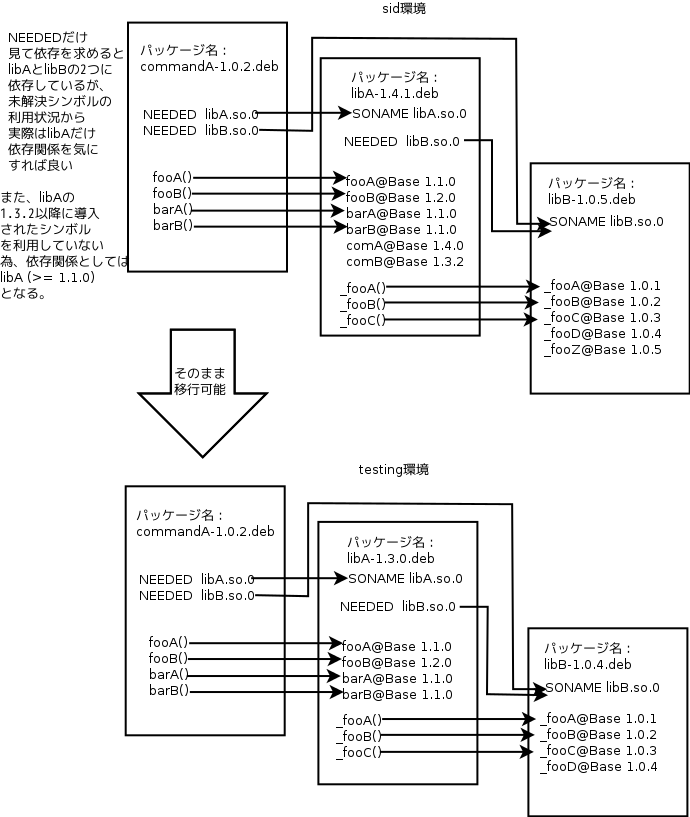 sid環境
NEEDEDだけ
見て依存を求めると
libAとlibBの2つに
依存しているが、
未解決シンボルの
利用状況から
実際はlibAだけ
依存関係を気に
すれば良い
また、libAの
1.3.2以降に導入
されたシンボル
を利用していない
為、依存関係としては
libA (>= 1.1.0)
となる。
パッケージ名：
commandA-1.0.2.deb
NEEDED libA.so.0
NEEDED libB.so.0
fooA()
fooB()
barA()
barB()
パッケージ名：
libA-1.4.1.deb
SONAME libA.so.0
NEEDED libB.so.0
fooA@Base 1.1.0
fooB@Base 1.2.0
barA@Base 1.1.0
barB@Base 1.1.0
comA@Base 1.4.0
comB@Base 1.3.2
_fooA()
_fooB()
_fooC()
パッケージ名：
libB-1.0.5.deb
SONAME libB.so.0
_fooA@Base 1.0.1
_fooB@Base 1.0.2
_fooC@Base 1.0.3
_fooD@Base 1.0.4
_fooZ@Base 1.0.5
そのまま
移行可能
testing環境
パッケージ名：
commandA-1.0.2.deb
NEEDED libA.so.0
NEEDED libB.so.0
fooA()
fooB()
barA()
barB()
パッケージ名：
libA-1.3.0.deb
SONAME libA.so.0
NEEDED libB.so.0
fooA@Base 1.1.0
fooB@Base 1.2.0
barA@Base 1.1.0
barB@Base 1.1.0
_fooA()
_fooB()
_fooC()
パッケージ名：
libB-1.0.4.deb
SONAME libB.so.0
_fooA@Base 1.0.1
_fooB@Base 1.0.2
_fooC@Base 1.0.3
_fooD@Base 1.0.4